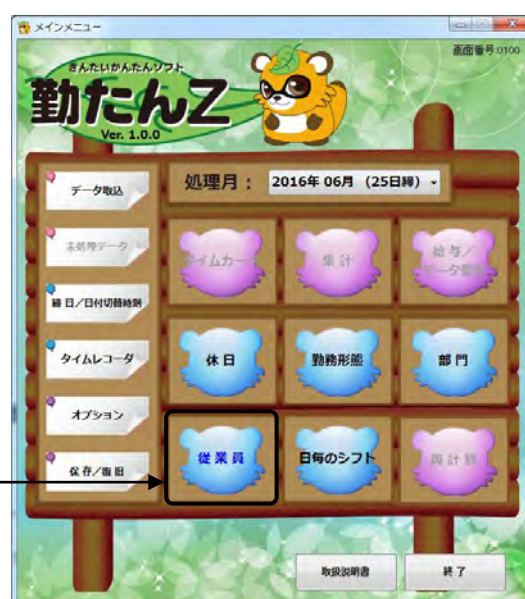 メインメニュー
画面番号:0100
きんたいかんたんソフト
勤たんZ
Ver. 1.0.0
処理月： 2016年 06月 （25日締）
データ取込
未処理データ
締日／日付切替時刻
タイムレコーダ
オプション
保存／復旧
タイムカード
集計
給与／
休日
勤務形態
部門
従業員
日毎のシフト
再計算
取扱説明書
終了